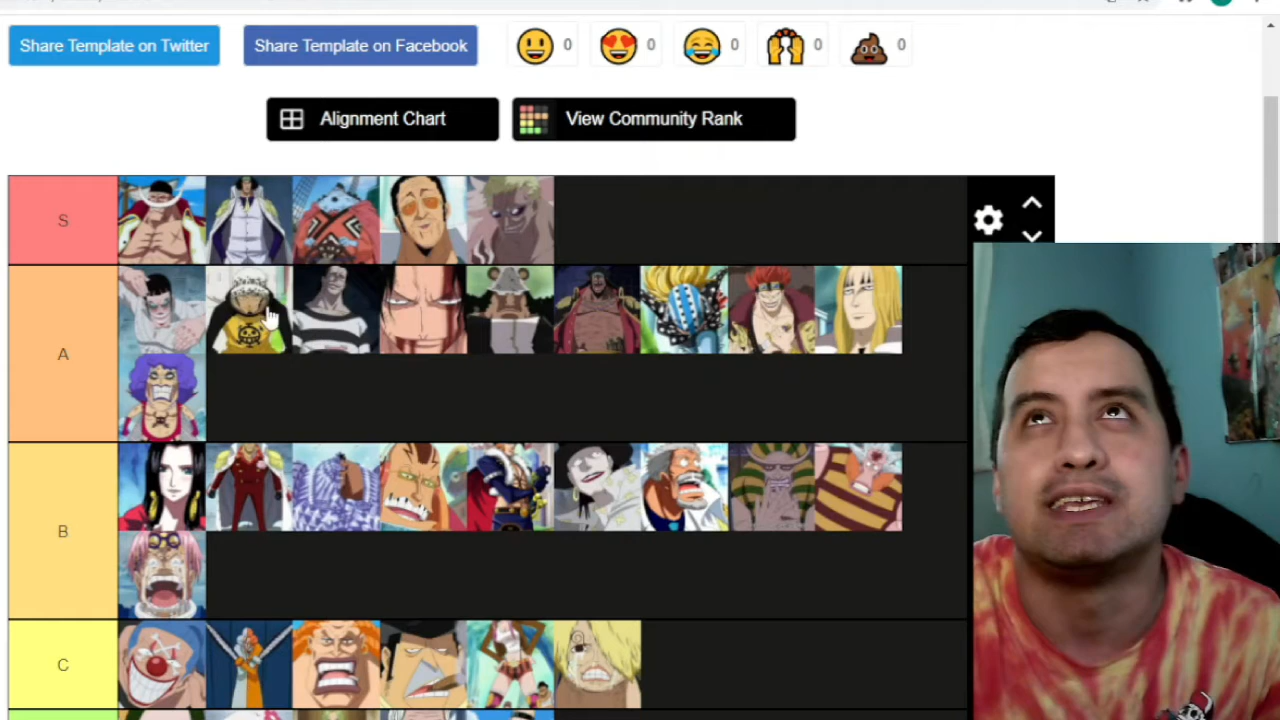 Share Template on Twitter
Share Template on Facebook
0
0
0
0
0
Alignment Chart
View Community Rank
S
A
B
C